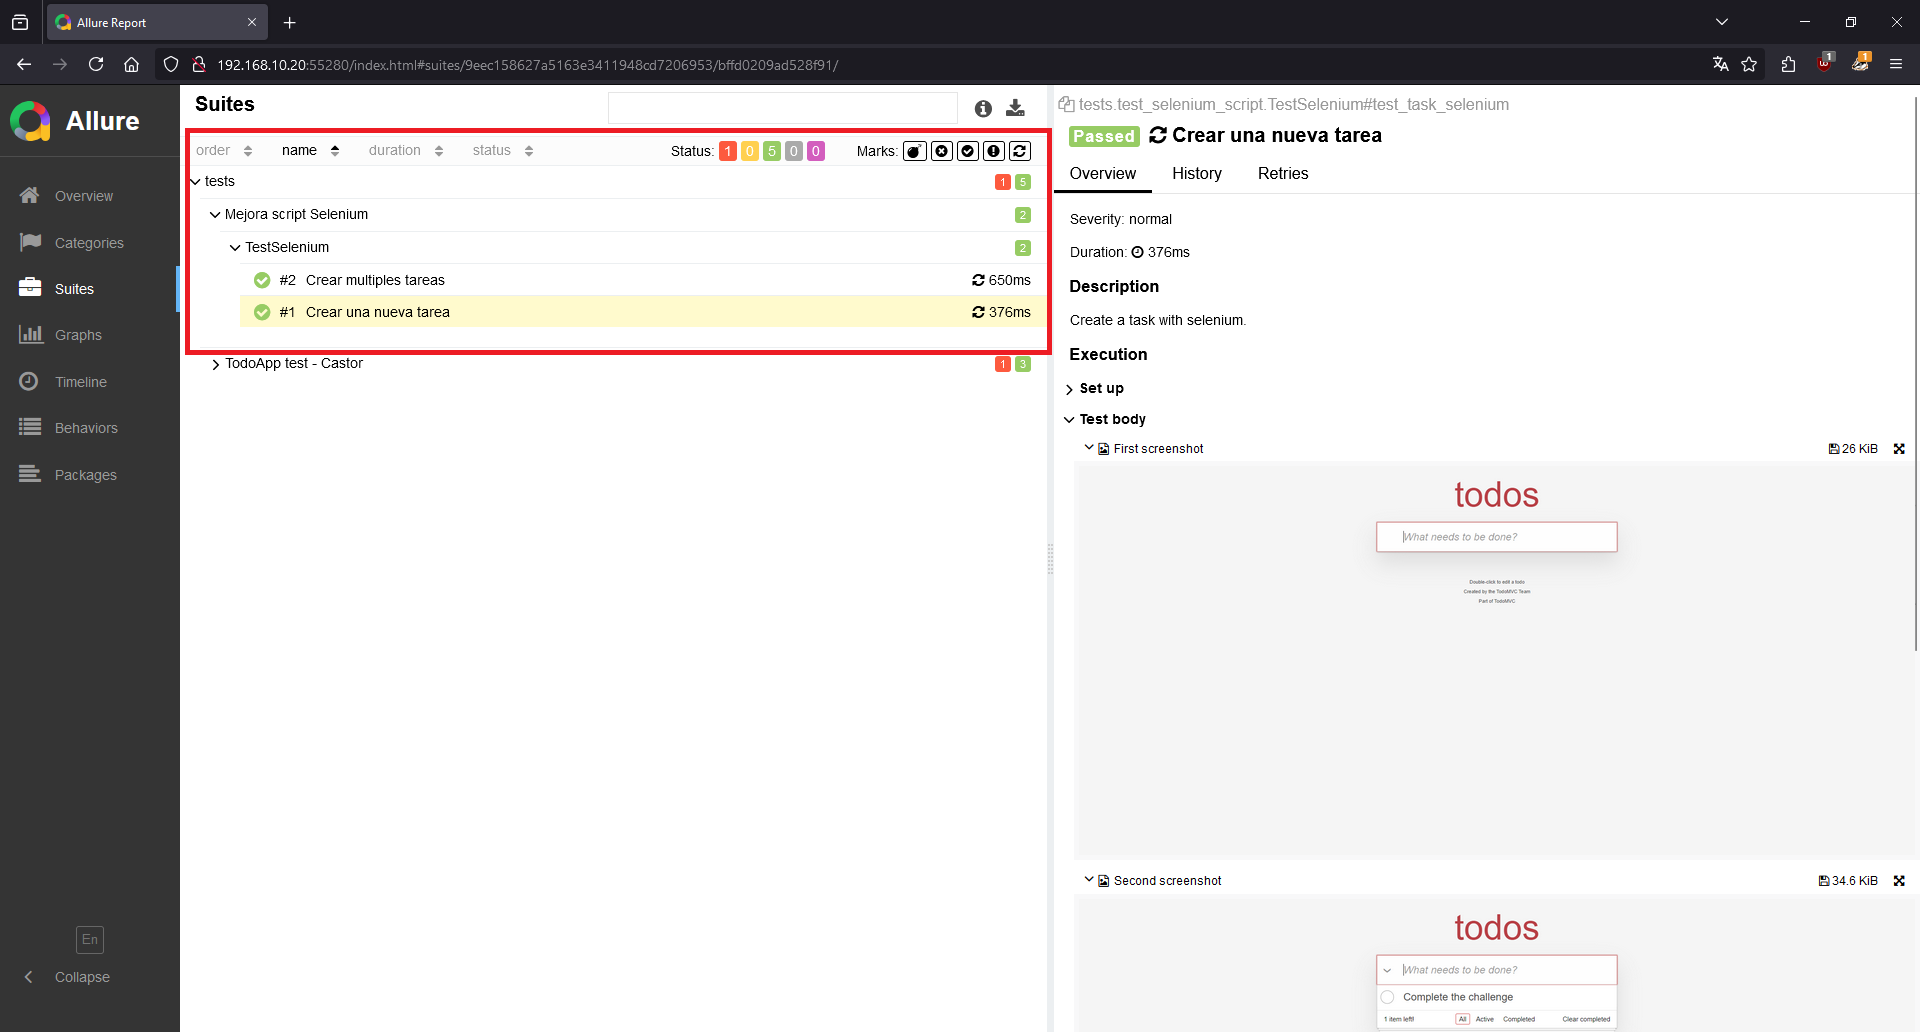 Allure Report
192.168.10.20:55280/index.html#suites/9eec158627a5163e3411948cd7206953/bffd0209ad528f91/
1
1
Allure
Overview
Categories
Suites
Graphs
Timeline
Behaviors
Packages
En
Collapse
Suites
order name duration status Status: 1 0 5 0 0 Marks:
tests 1 5
Mejora script Selenium 2
TestSelenium 2
#2 Crear multiples tareas 650ms
#1 Crear una nueva tarea 376ms
TodoApp test - Castor 1 3
tests.test_selenium_script.TestSelenium#test_task_selenium
Passed Crear una nueva tarea
Overview History Retries
Severity: normal
Duration: 376ms
Description
Create a task with selenium.
Execution
Set up
Test body
First screenshot 26 KiB
todos
What needs to be done?
Double-click to edit a todo
Created by the TodoMVC Team
Part of TodoMVC
Second screenshot 34.6 KiB
todos
What needs to be done?
Complete the challenge
1 item left! All Active Completed Clear completed